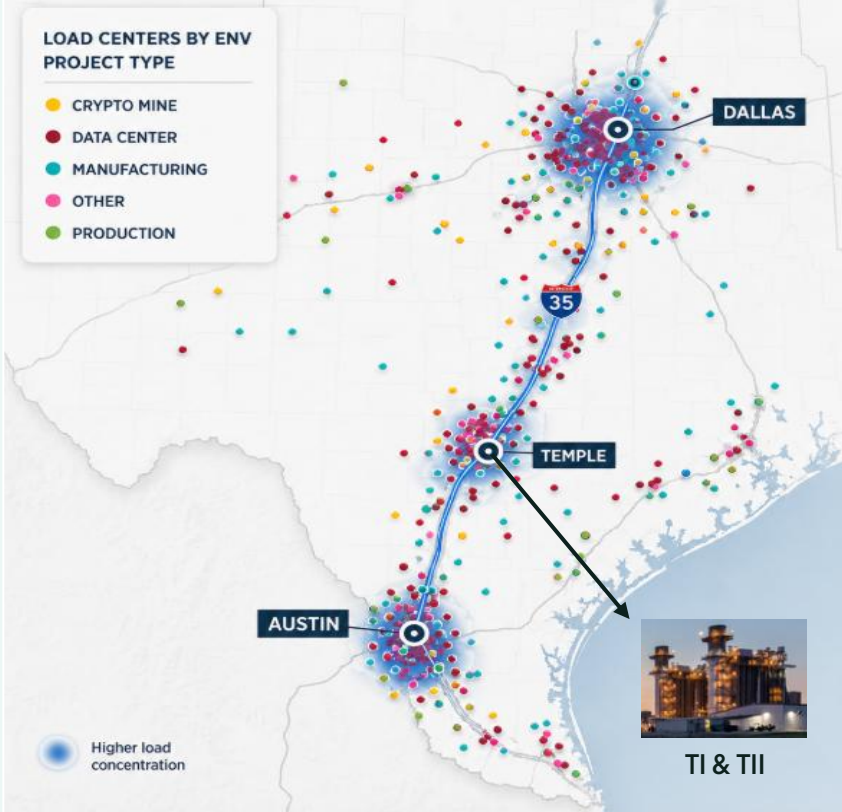 LOAD CENTERS BY ENV
PROJECT TYPE
CRYPTO MINE
DATA CENTER
MANUFACTURING
OTHER
PRODUCTION
DALLAS
35
TEMPLE
AUSTIN
Higher load
concentration
TI & TII